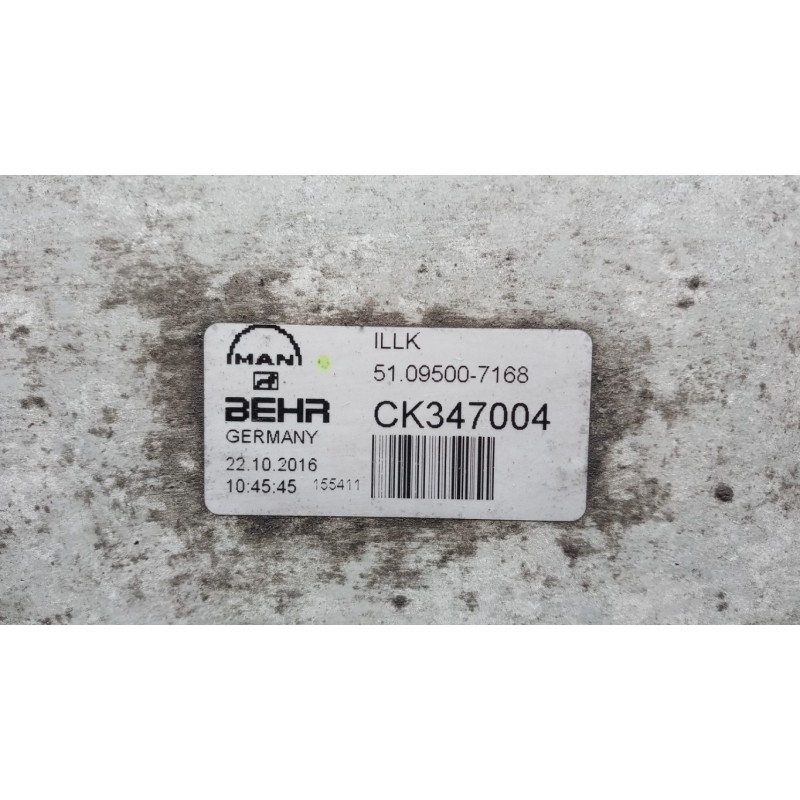 MAN
ILLK
51.09500-7168
BEHR
CK347004
GERMANY
22.10.2016
10:45:45 155411